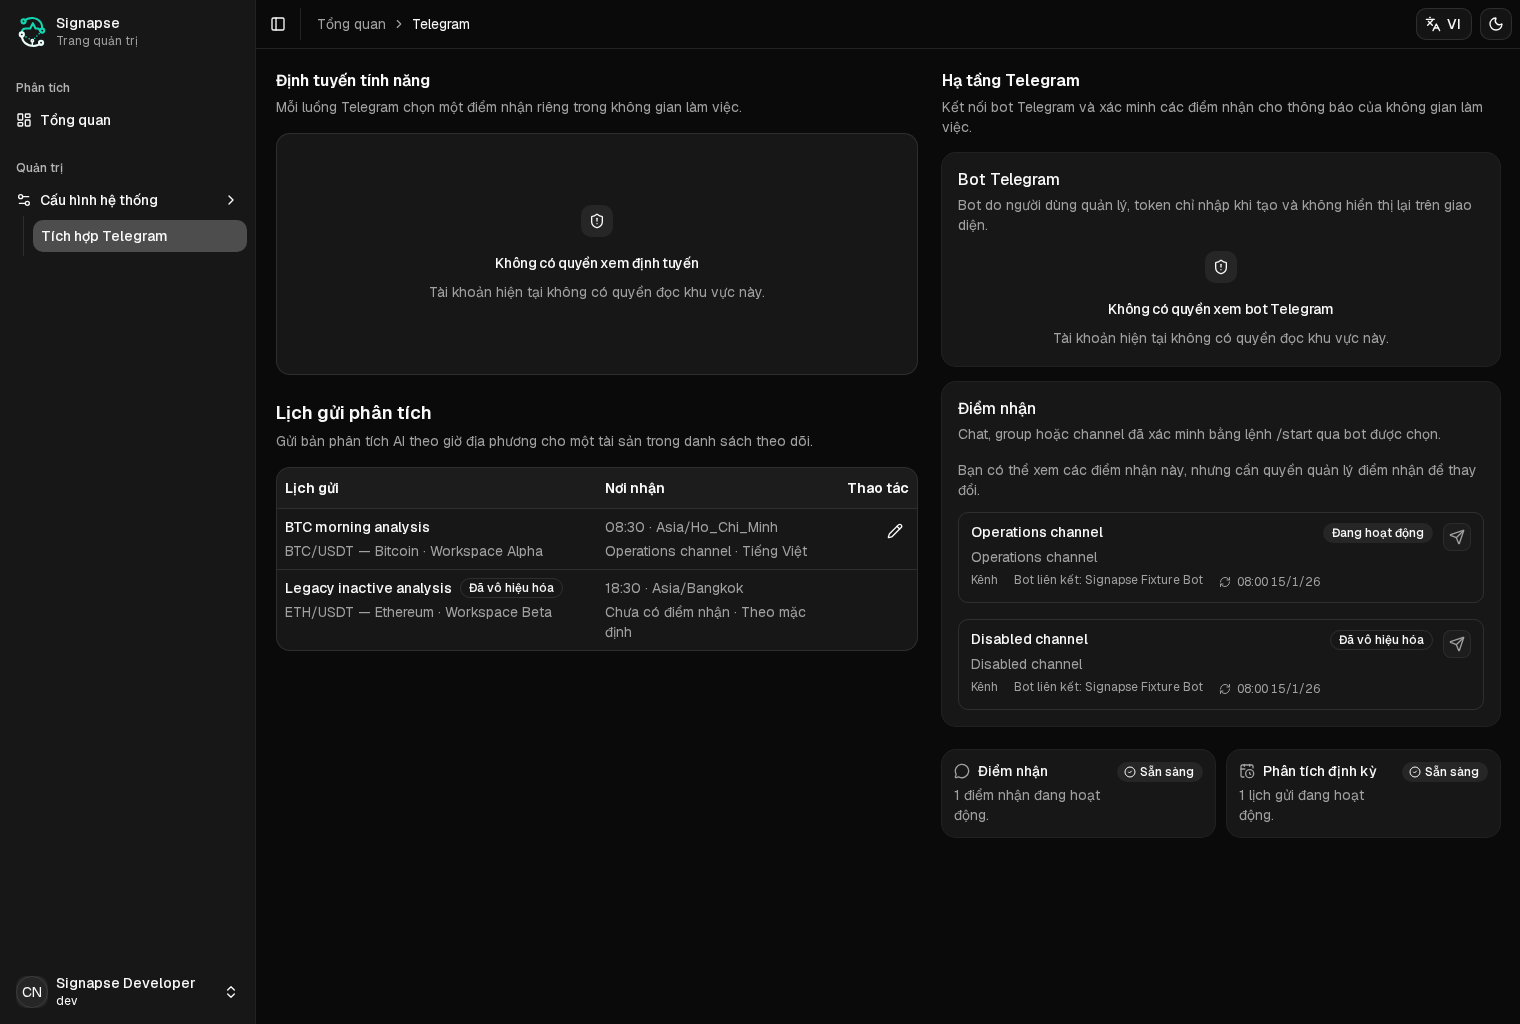 Signapse
Trang quản trị
Phân tích
Tổng quan
Quản trị
Cấu hình hệ thống
Tích hợp Telegram
CN
Signapse Developer
dev
Tổng quan
Telegram
VI
Định tuyến tính năng
Mỗi luồng Telegram chọn một điểm nhận riêng trong không gian làm việc.
Không có quyền xem định tuyến
Tài khoản hiện tại không có quyền đọc khu vực này.
Lịch gửi phân tích
Gửi bản phân tích AI theo giờ địa phương cho một tài sản trong danh sách theo dõi.
Lịch gửi Nơi nhận Thao tác
BTC morning analysis 08:30 · Asia/Ho_Chi_Minh
BTC/USDT — Bitcoin · Workspace Alpha Operations channel · Tiếng Việt
Legacy inactive analysis Đã vô hiệu hóa 18:30 · Asia/Bangkok
ETH/USDT — Ethereum · Workspace Beta Chưa có điểm nhận · Theo mặc
định
Hạ tầng Telegram
Kết nối bot Telegram và xác minh các điểm nhận cho thông báo của không gian làm
việc.
Bot Telegram
Bot do người dùng quản lý, token chỉ nhập khi tạo và không hiển thị lại trên giao
diện.
Không có quyền xem bot Telegram
Tài khoản hiện tại không có quyền đọc khu vực này.
Điểm nhận
Chat, group hoặc channel đã xác minh bằng lệnh /start qua bot được chọn.
Bạn có thể xem các điểm nhận này, nhưng cần quyền quản lý điểm nhận để thay
đổi.
Operations channel Đang hoạt động
Operations channel
Kênh Bot liên kết: Signapse Fixture Bot 08:00 15/1/26
Disabled channel Đã vô hiệu hóa
Disabled channel
Kênh Bot liên kết: Signapse Fixture Bot 08:00 15/1/26
Điểm nhận Sẵn sàng
1 điểm nhận đang hoạt
động.
Phân tích định kỳ Sẵn sàng
1 lịch gửi đang hoạt
động.